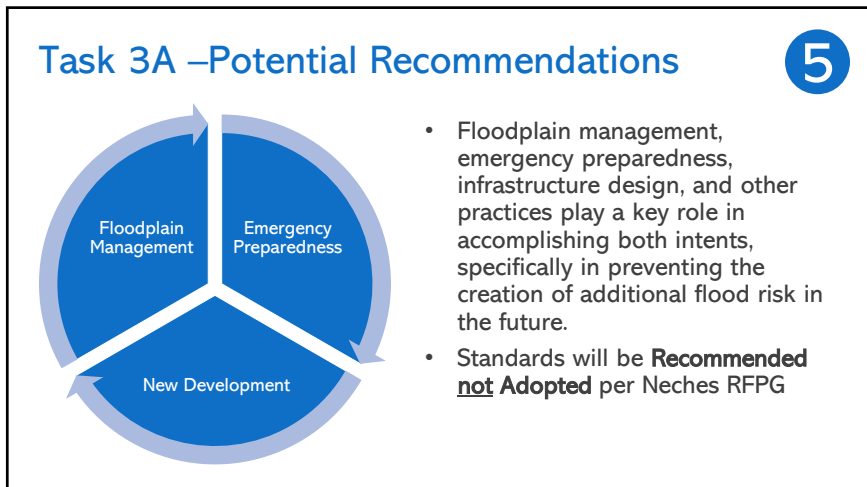 Task 3A –Potential Recommendations
5
Floodplain
Management
Emergency
Preparedness
New Development
• Floodplain management,
emergency preparedness,
infrastructure design, and other
practices play a key role in
accomplishing both intents,
specifically in preventing the
creation of additional flood risk in
the future.
• Standards will be Recommended
not Adopted per Neches RFPG